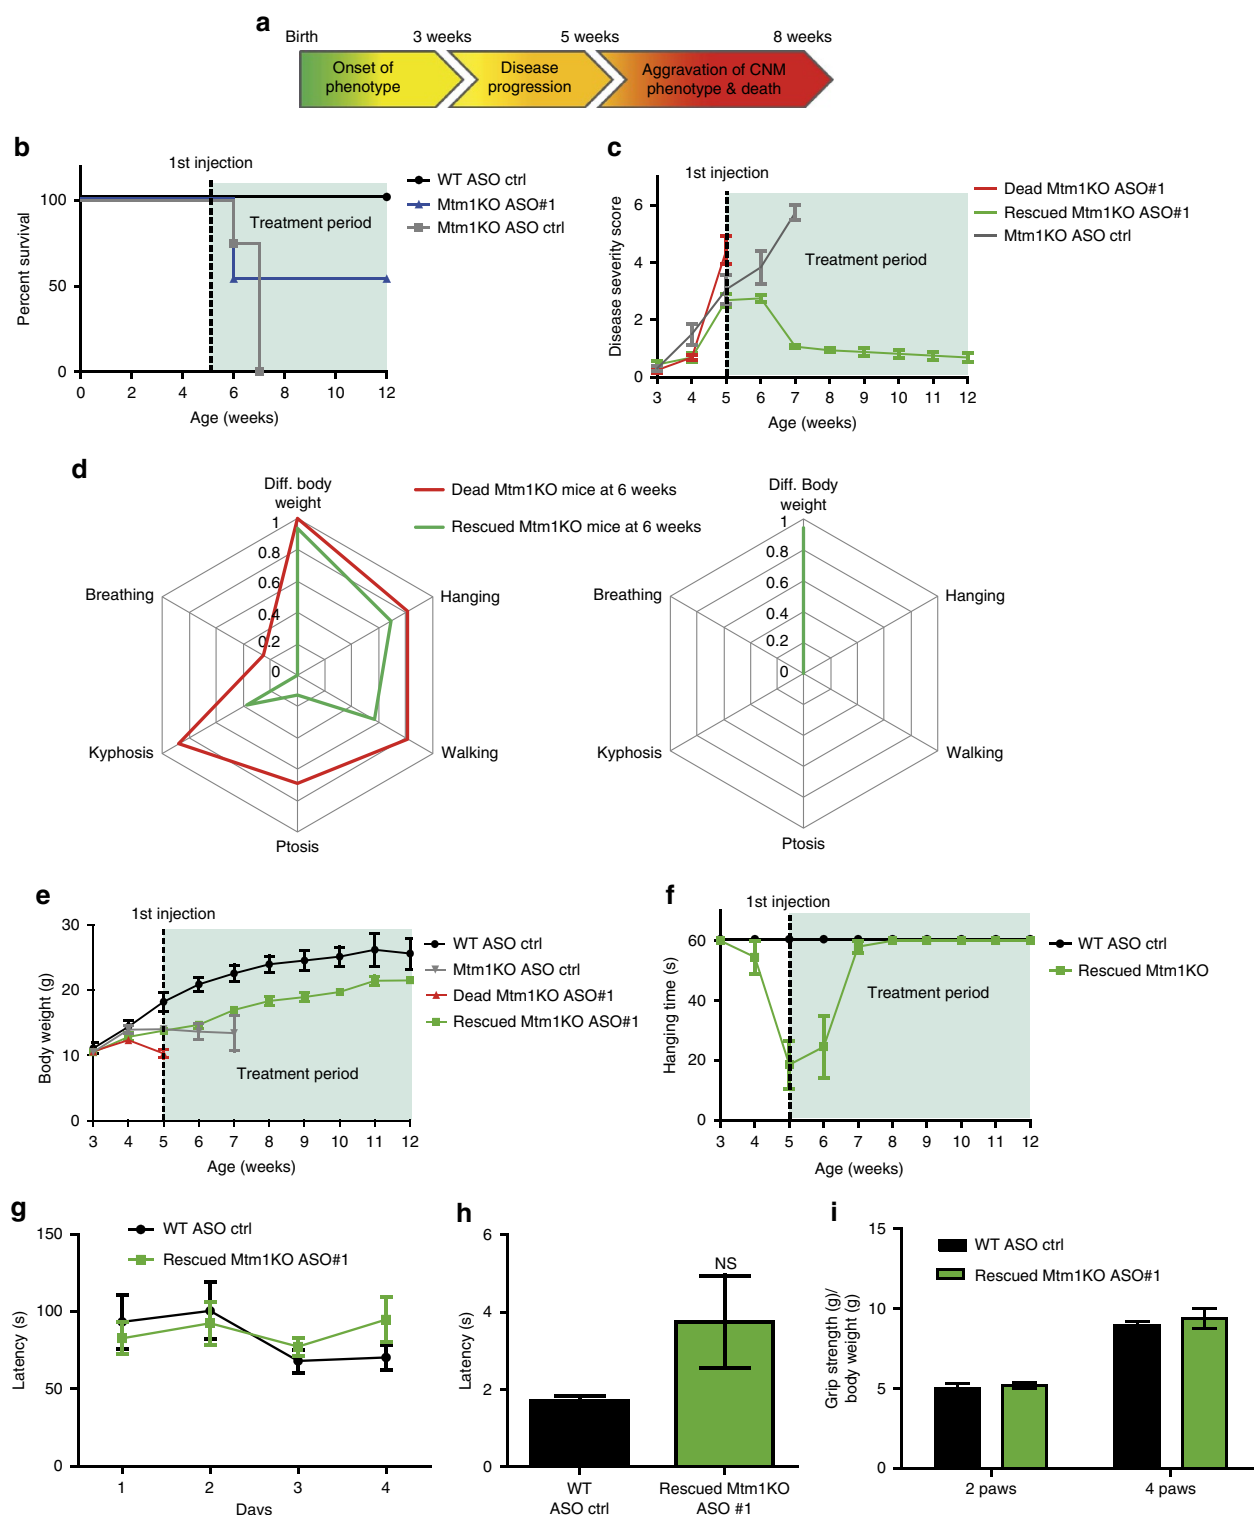 a
Birth
3 weeks
5 weeks
8 weeks
Onset of
phenotype
Disease
progression
Aggravation of CNM
phenotype & death
b
1st injection
Percent survival
100
50
0
Treatment period
0 2 4 6 8 10 12
Age (weeks)
WT ASO ctrl
Mtm1KO ASO#1
Mtm1KO ASO ctrl
c
1st injection
Disease severity score
6
4
2
0
Treatment period
3 4 5 6 7 8 9 10 11 12
Age (weeks)
Dead Mtm1KO ASO#1
Rescued Mtm1KO ASO#1
Mtm1KO ASO ctrl
d
Diff. body
weight
1
0.8
0.6
0.4
0.2
0
Breathing
Hanging
Kyphosis
Walking
Ptosis
Dead Mtm1KO mice at 6 weeks
Rescued Mtm1KO mice at 6 weeks
Diff. Body
weight
1
0.8
0.6
0.4
0.2
0
Breathing
Hanging
Kyphosis
Walking
Ptosis
e
1st injection
Body weight (g)
30
20
10
0
Treatment period
3 4 5 6 7 8 9 10 11 12
Age (weeks)
WT ASO ctrl
Mtm1KO ASO ctrl
Dead Mtm1KO ASO#1
Rescued Mtm1KO ASO#1
f
1st injection
Hanging time (s)
60
40
20
0
Treatment period
3 4 5 6 7 8 9 10 11 12
Age (weeks)
WT ASO ctrl
Rescued Mtm1KO
g
WT ASO ctrl
Rescued Mtm1KO ASO#1
Latency (s)
150
100
50
0
1 2 3 4
Days
h
Latency (s)
6
4
2
0
NS
WT
ASO ctrl
Rescued Mtm1KO
ASO #1
i
Grip strength (g)/
body weight (g)
15
10
5
0
WT ASO ctrl
Rescued Mtm1KO ASO#1
2 paws
4 paws